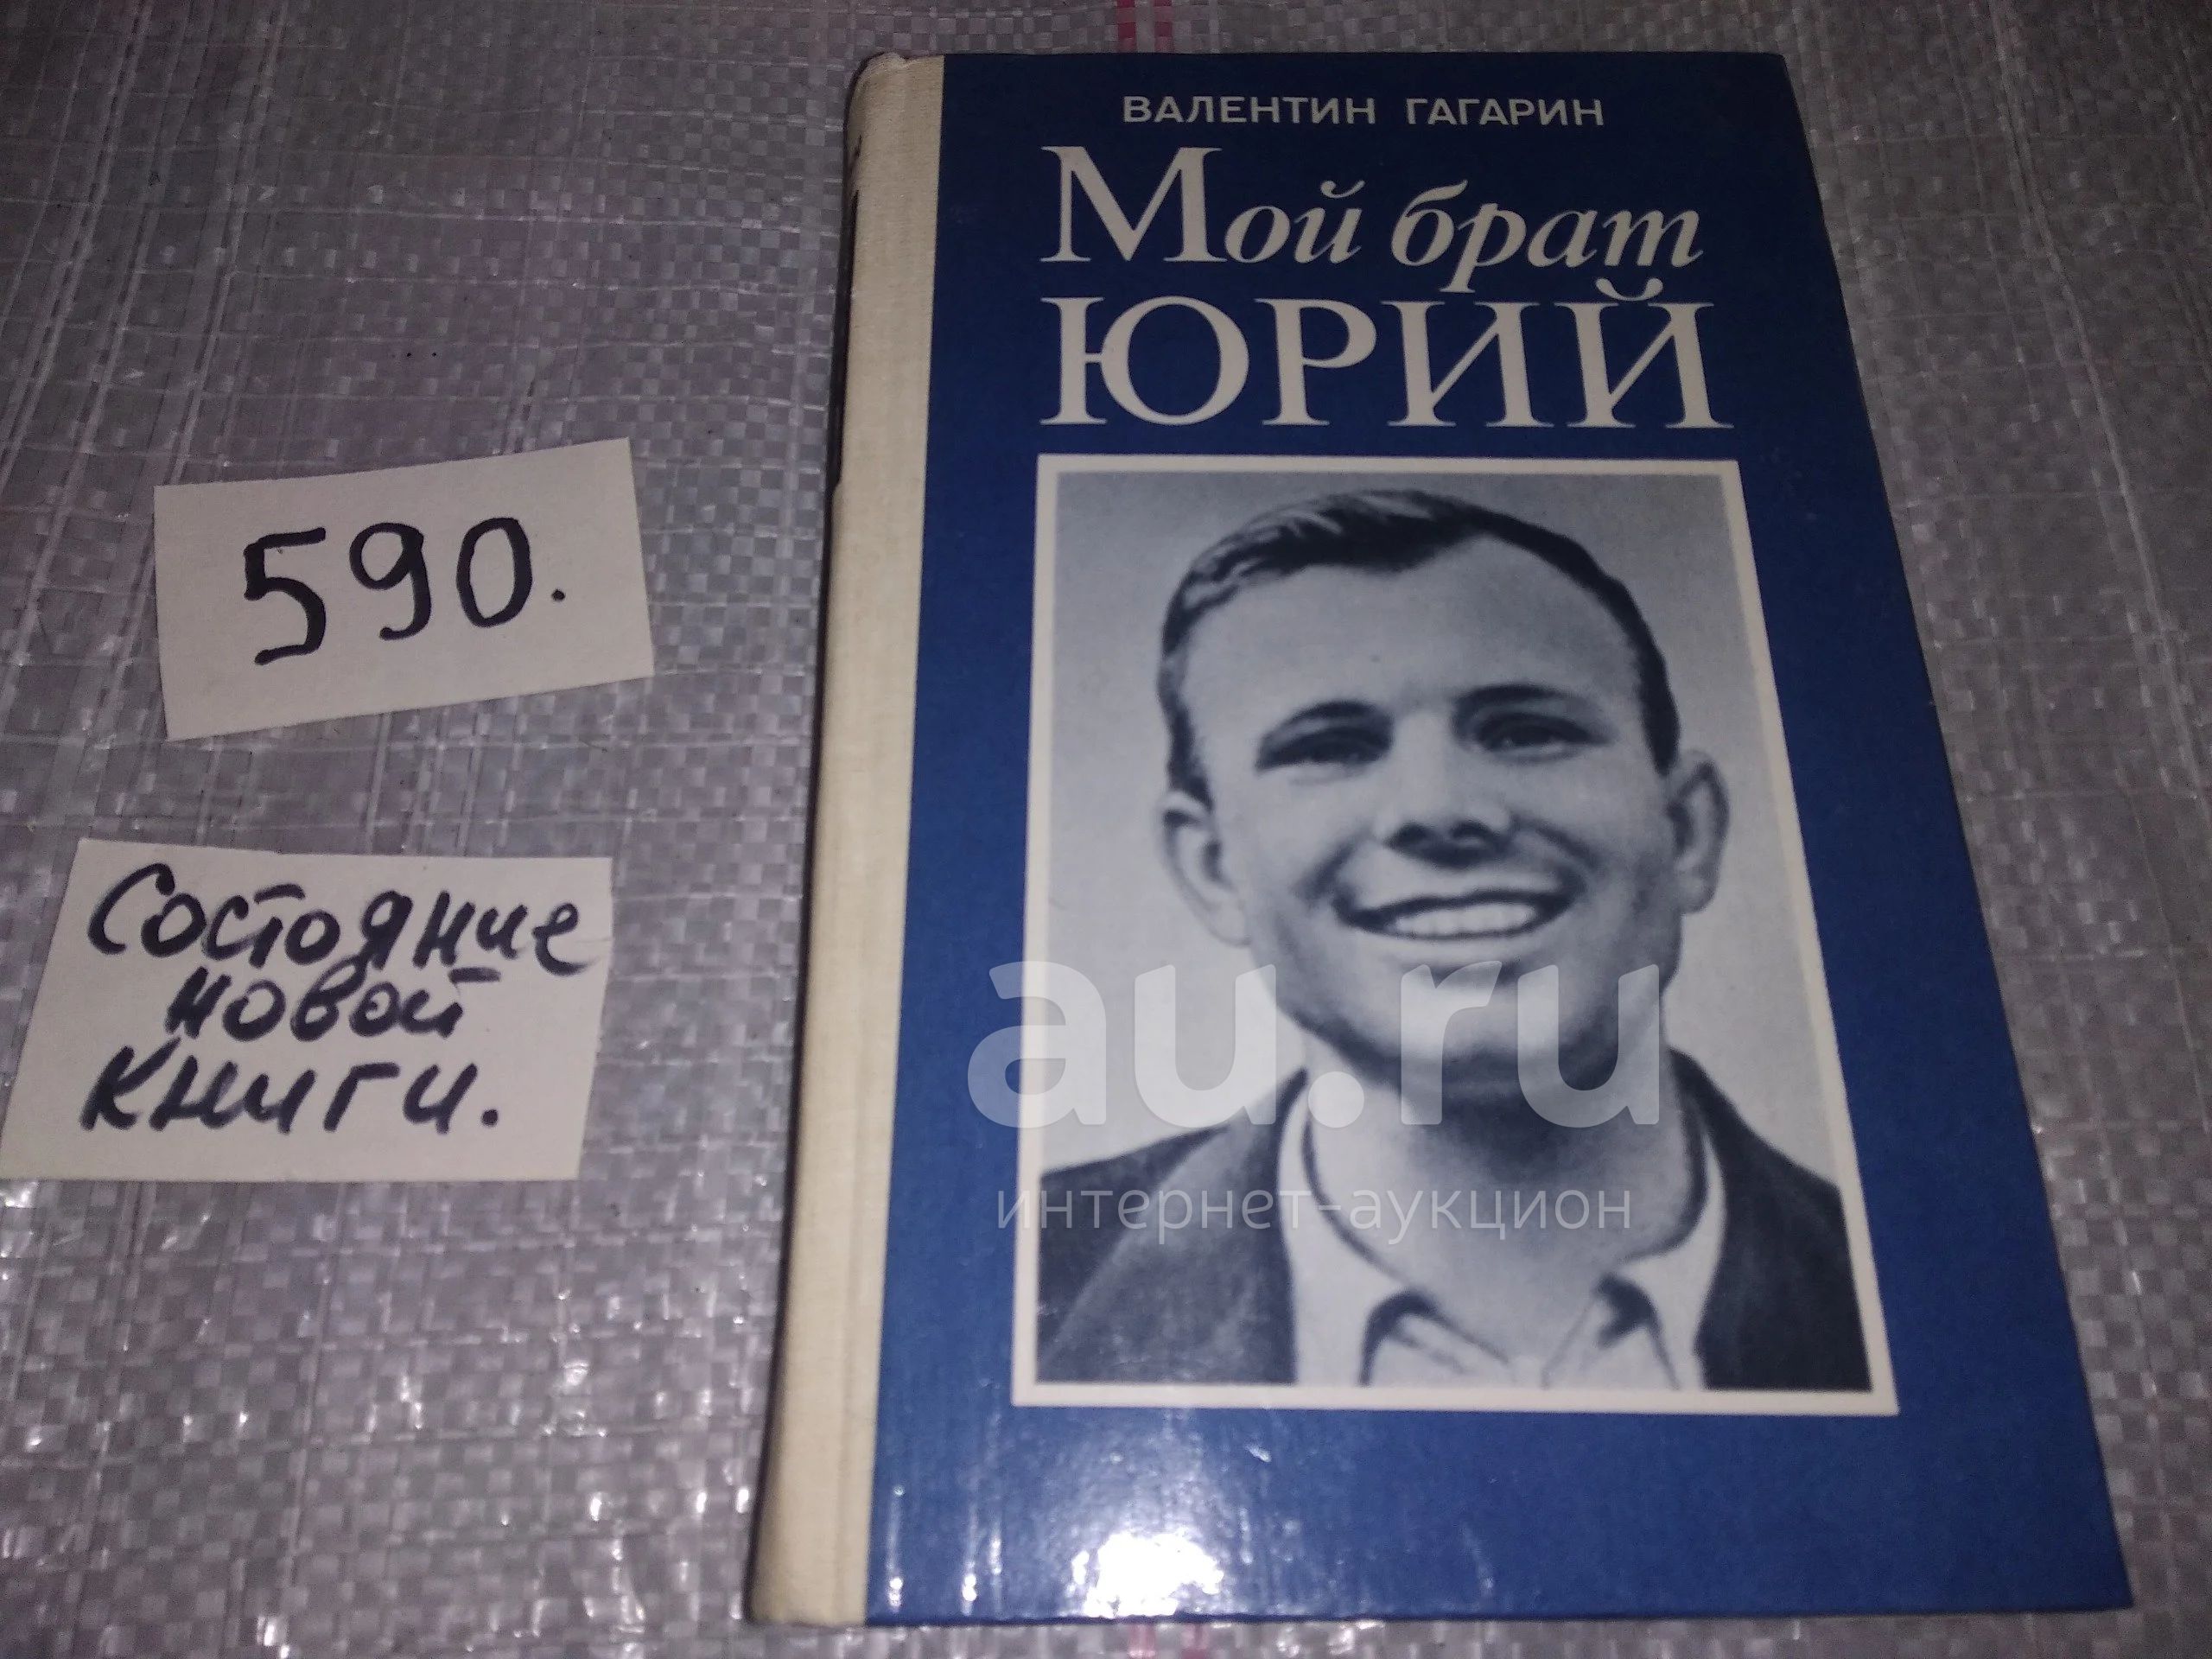 ВАЛЕНТИН ГАГАРИН
Мой брат
ЮРИЙ
590.
Состояние
новой
книги.
au.ru
интернет-аукцион